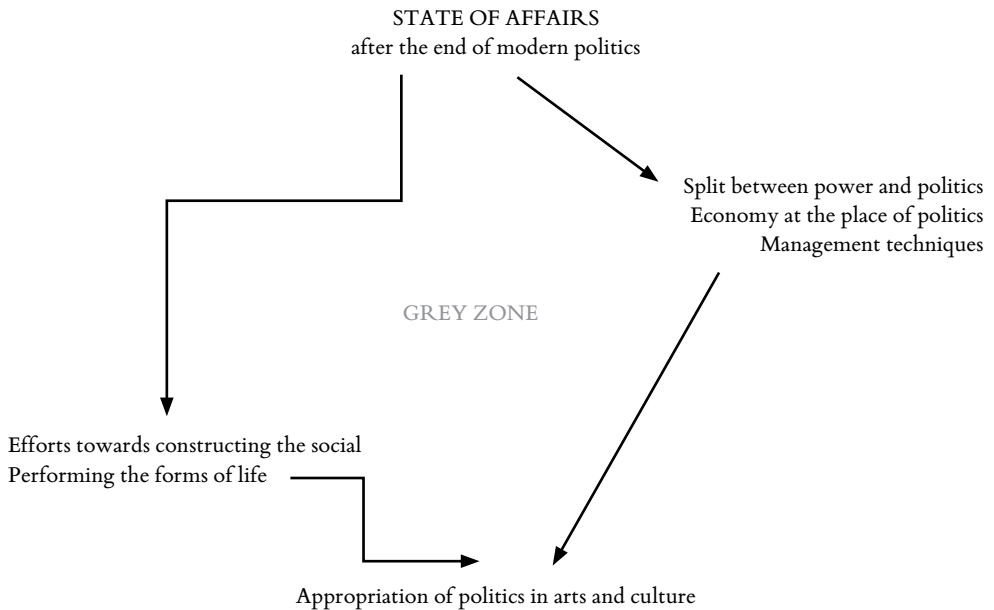 STATE OF AFFAIRS
after the end of modern politics
Split between power and politics
Economy at the place of politics
Management techniques
GREY ZONE
Efforts towards constructing the social
Performing the forms of life
Appropriation of politics in arts and culture